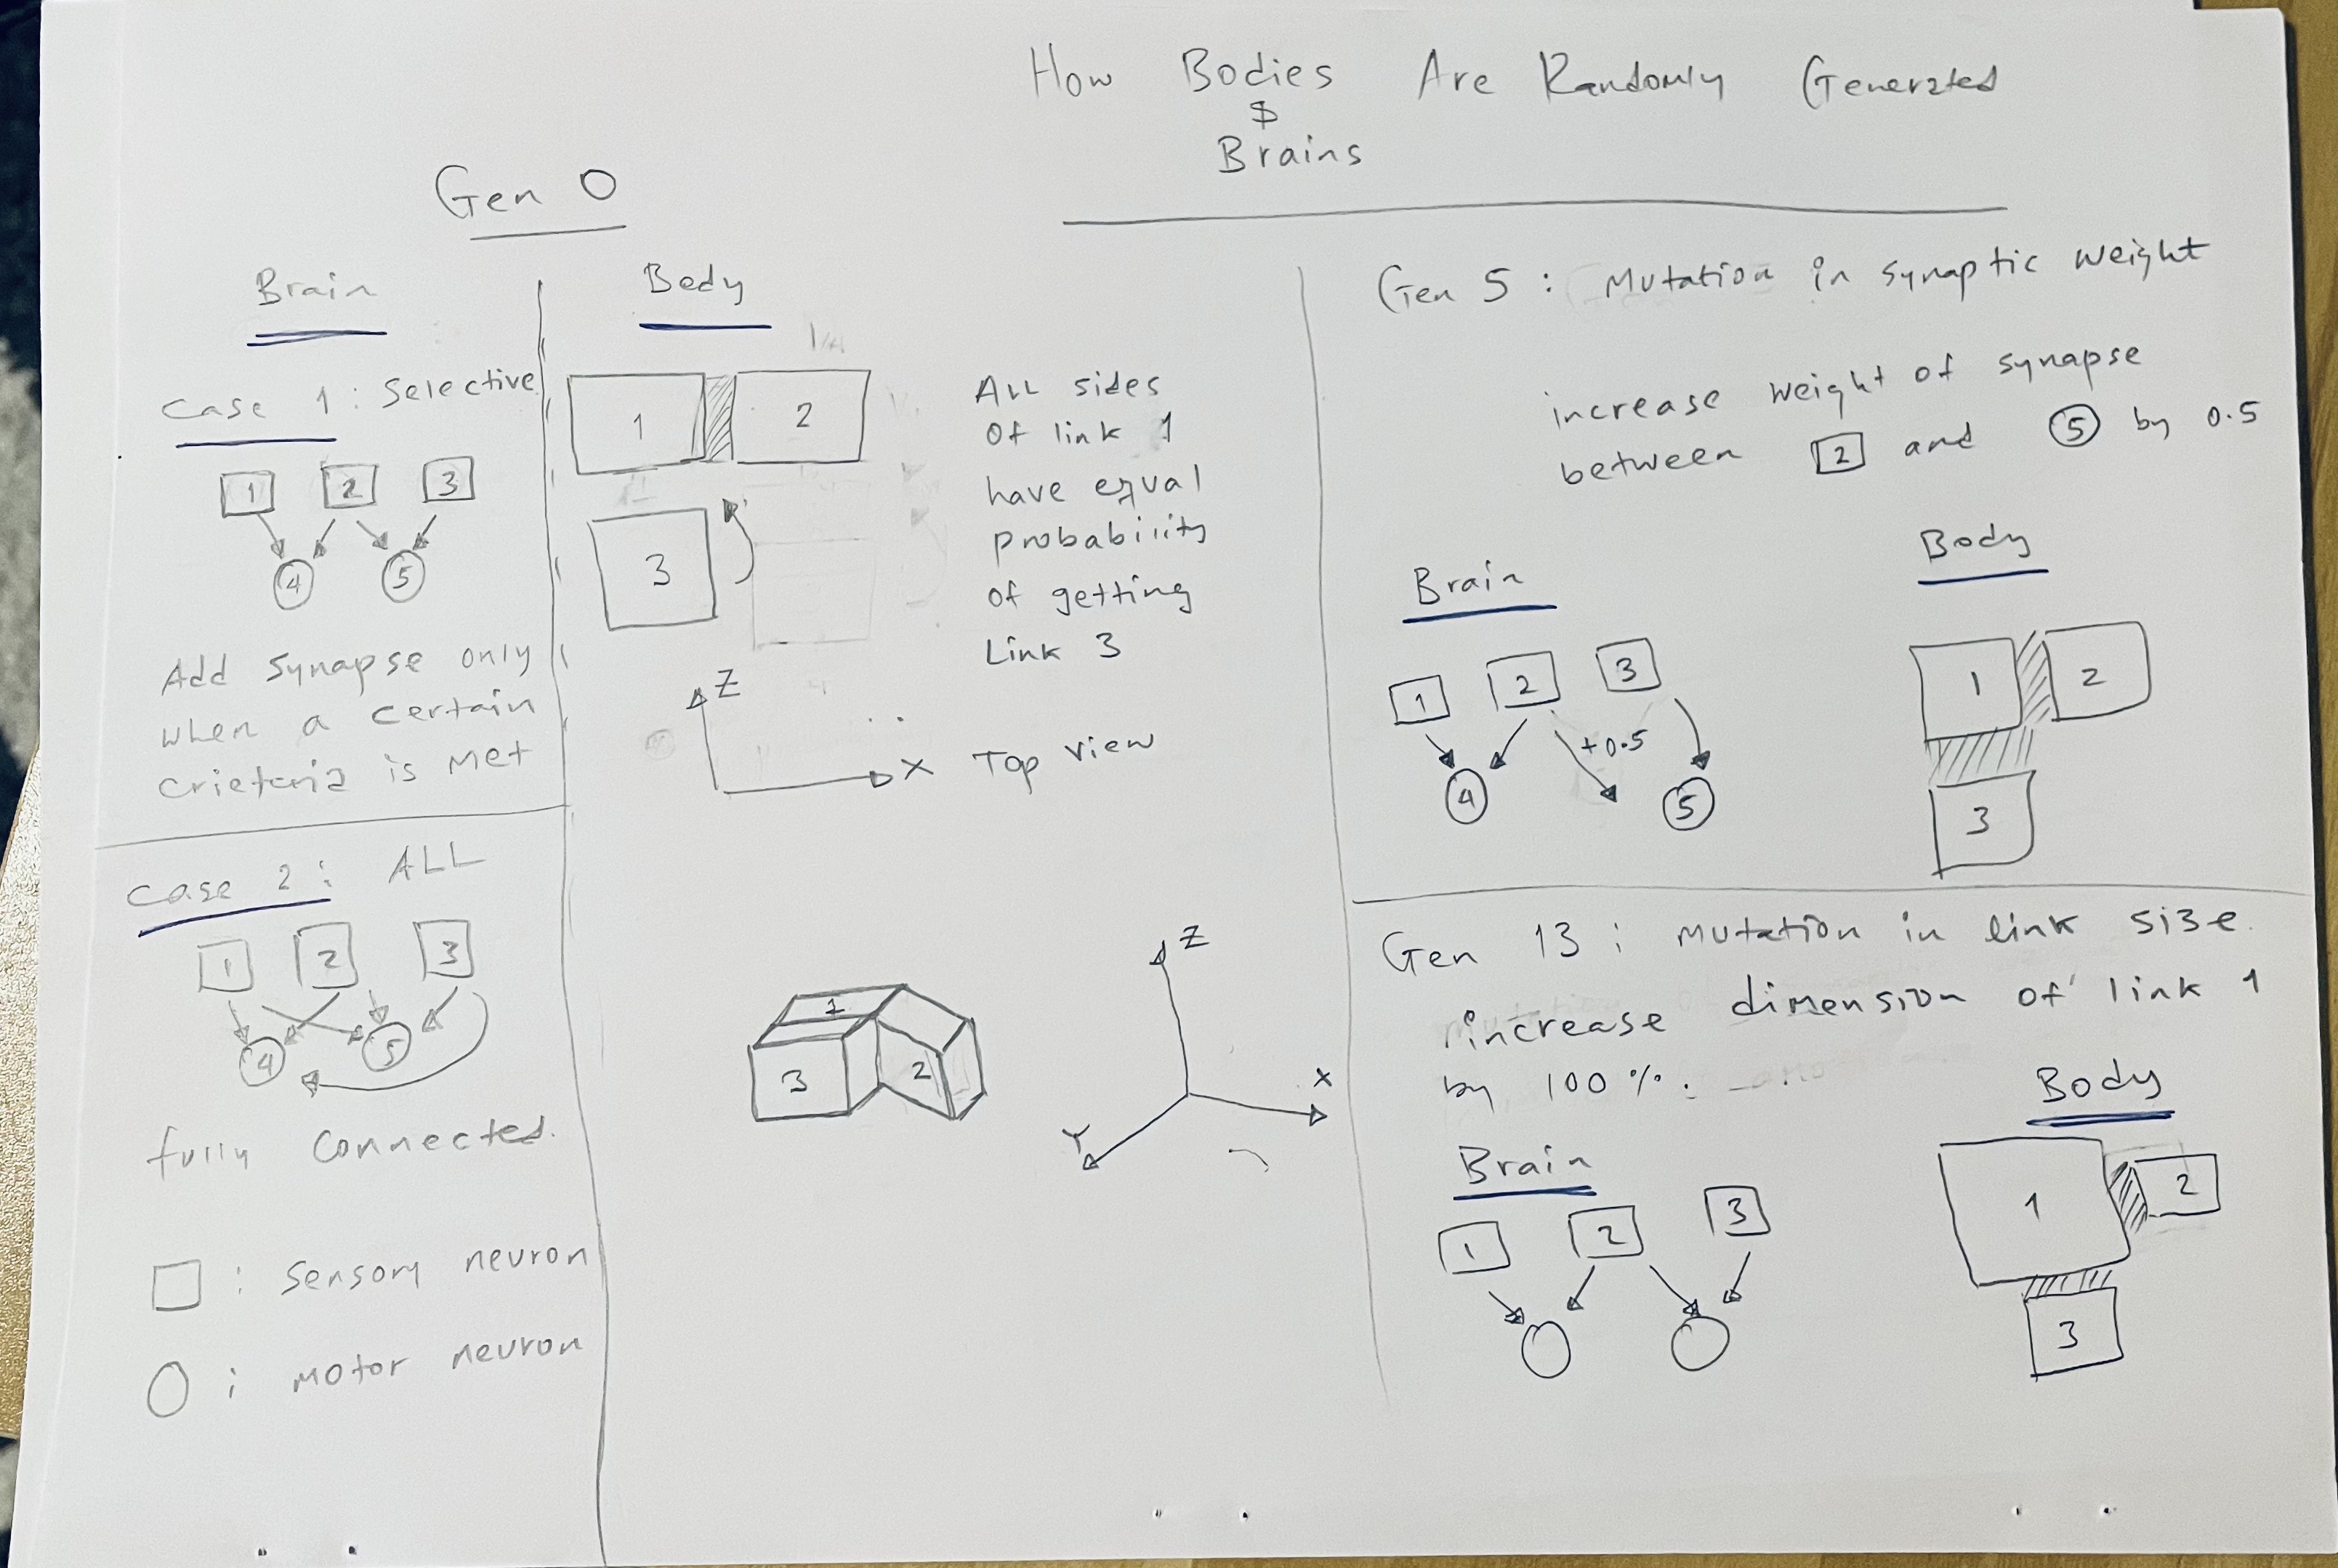 How Bodies Are Randomly Generated
$
Brains
Gen 0
Brain
Case 1 : Selective
1 2 3
4 5
Add synapse only
when a certain
crieteria is met
Case 2 : ALL
1 2 3
4 5
fully connected.
: sensory neuron
: motor neuron
Body
1 2
3
All sides
Of link 1
have equal
probability
of getting
Link 3
Z
X Top view
1
3 2
Z
X
Y
Gen 5 : Mutation in synaptic weight
increase weight of synapse
between 2 and 5 by 0.5
Brain
1 2 3
+0.5
4 5
Body
1 2
3
Gen 13 : mutation in link size.
increase dimension of link 1
by 100 %.
Brain
1 2 3
Body
1 2
3